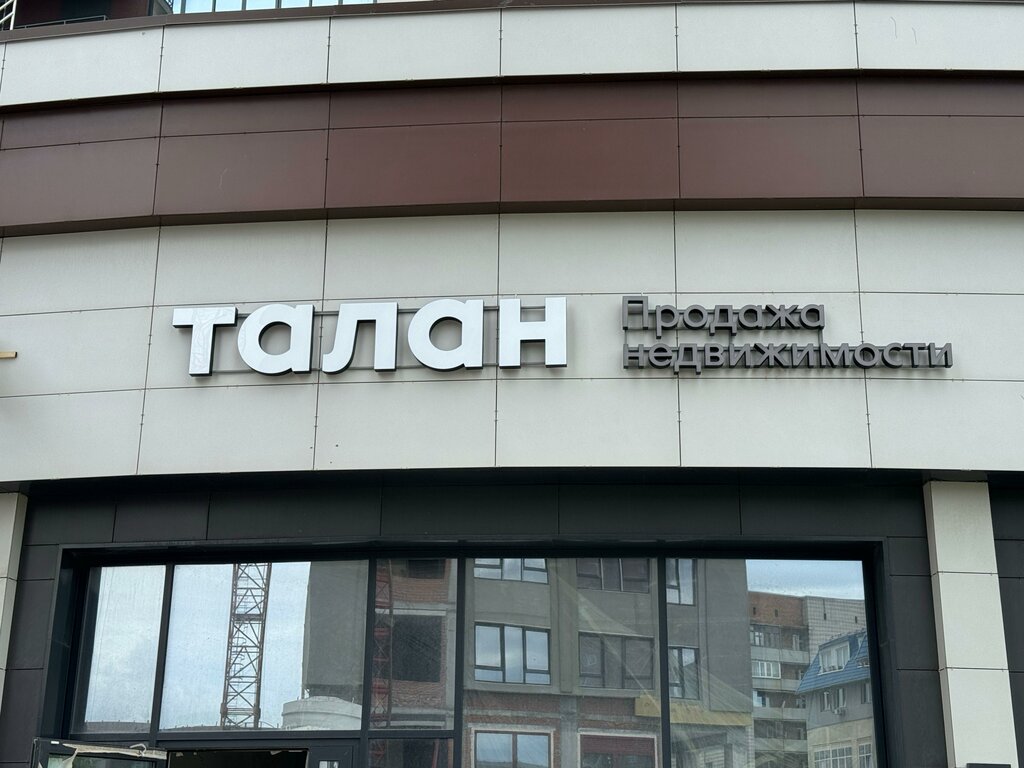 талан
Продажа
недвижимости